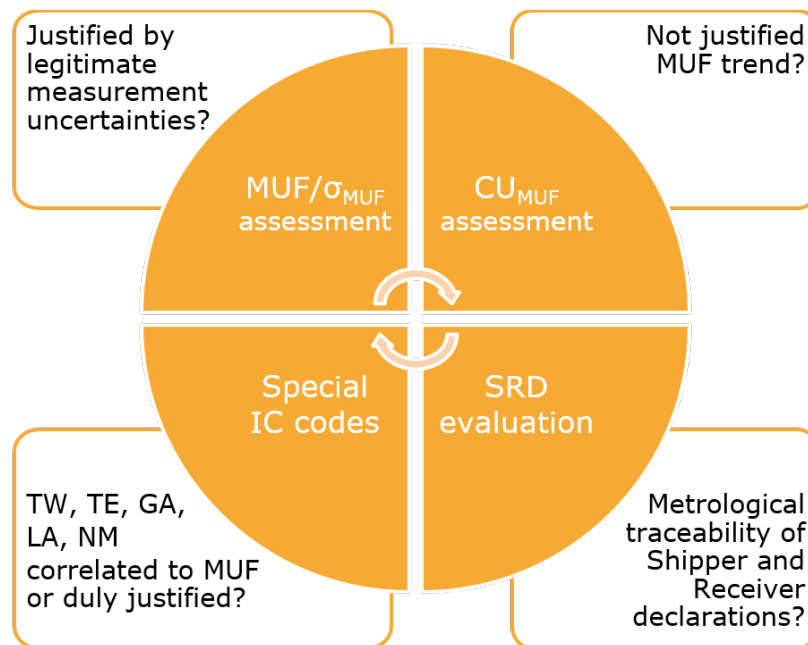 Justified by
legitimate
measurement
uncertainties?
Not justified
MUF trend?
MUF/σMUF
assessment
CUMUF
assessment
Special
IC codes
SRD
evaluation
TW, TE, GA,
LA, NM
correlated to MUF
or duly justified?
Metrological
traceability of
Shipper and
Receiver
declarations?